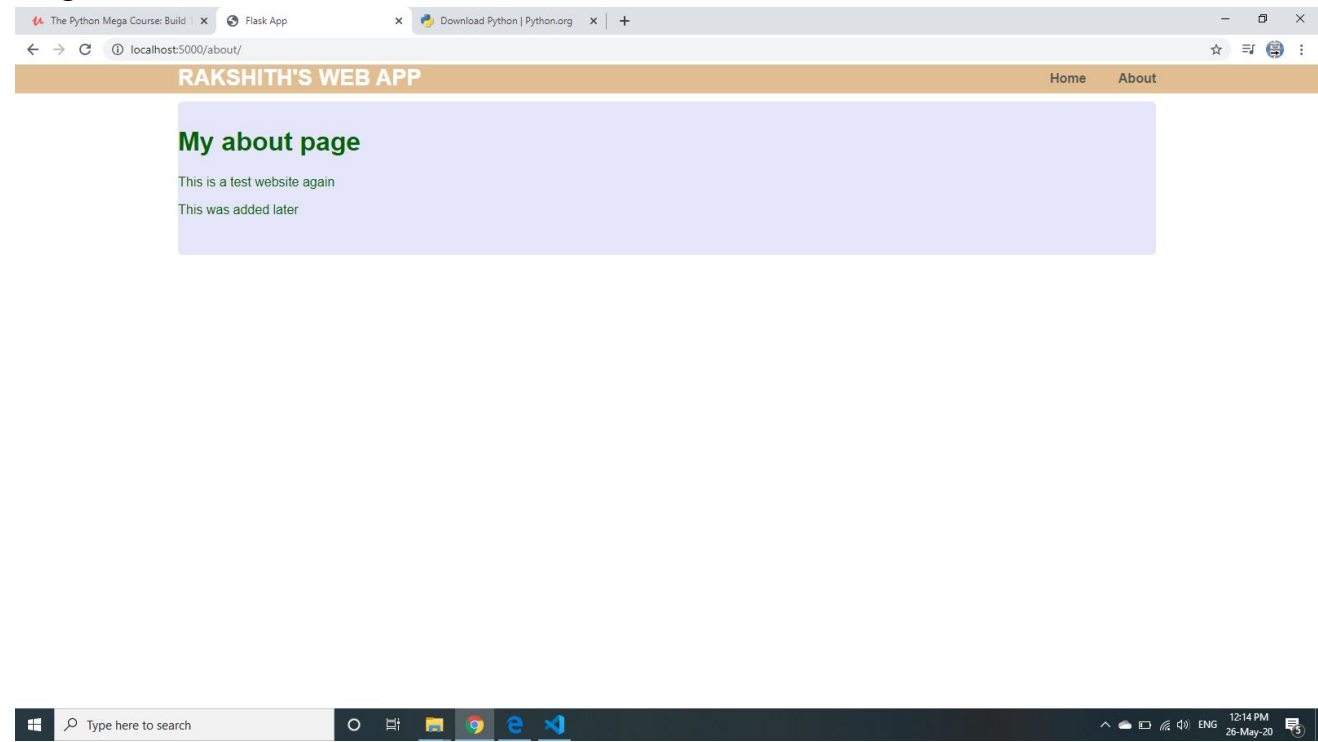 The Python Mega Course: Build
Flask App
Download Python | Python.org
localhost:5000/about/
RAKSHITH'S WEB APP
Home
About
My about page
This is a test website again
This was added later
Type here to search
ENG
12:14 PM
26-May-20
5